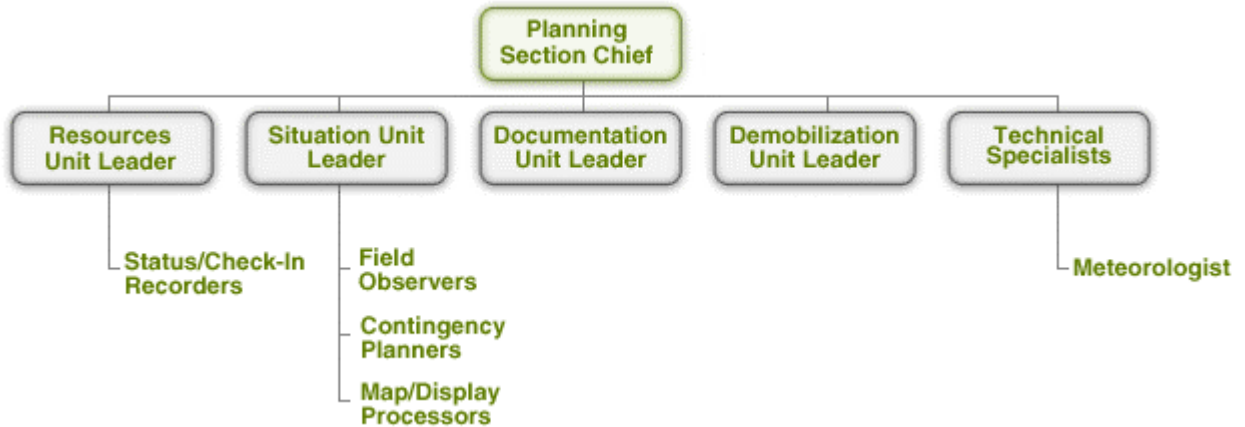 Planning
Section Chief
Resources
Unit Leader
Situation Unit
Leader
Documentation
Unit Leader
Demobilization
Unit Leader
Technical
Specialists
Status/Check-In
Recorders
Field
Observers
Contingency
Planners
Map/Display
Processors
Meteorologist